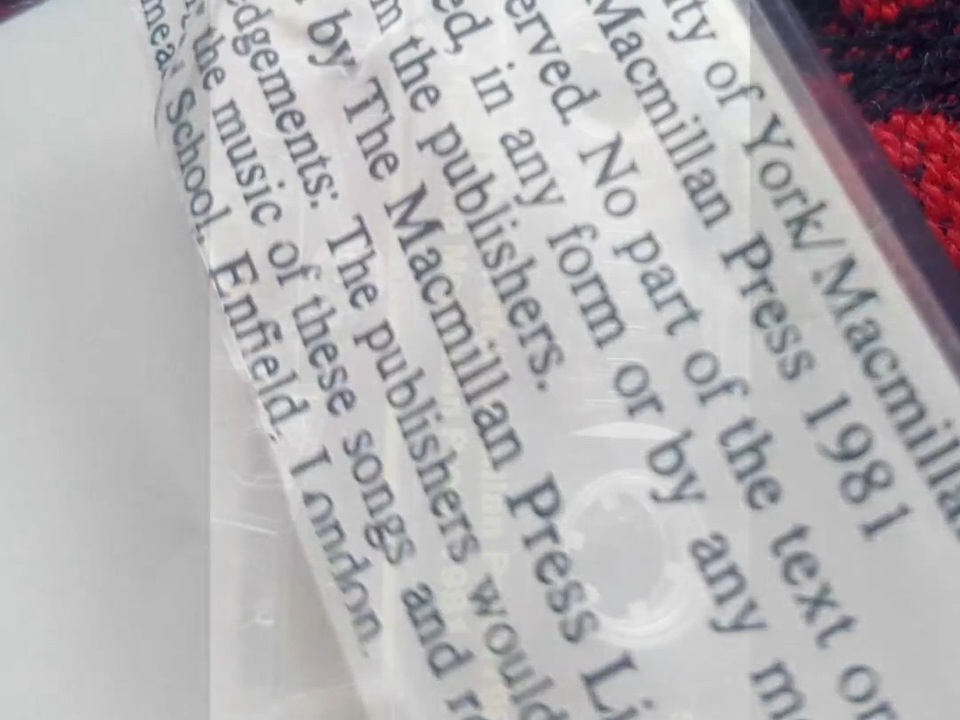 ity of York/Macmilla
Macmillan Press 1981
erved. No part of the text or
ed, in any form or by any m
m the publishers.
by The Macmillan Press Li
edgements: The publishers would
the music of these songs and re
mead School, Enfield, London.